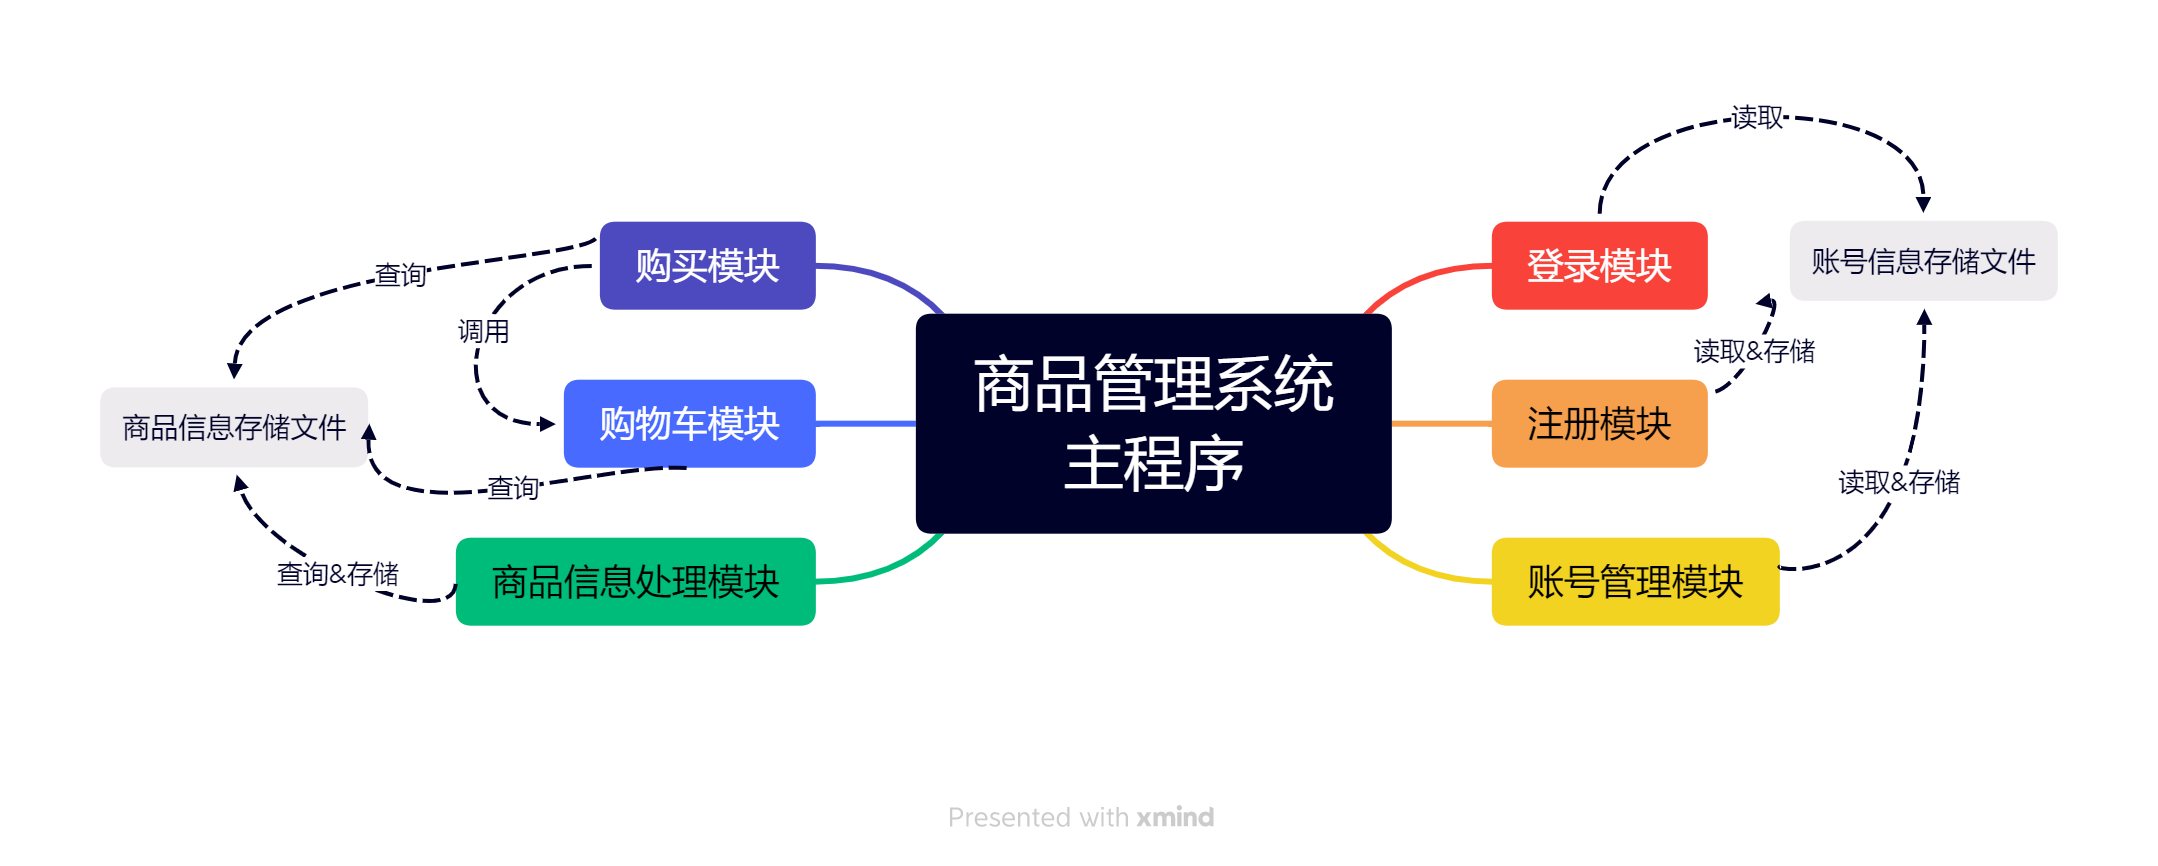 读取
购买模块
登录模块
账号信息存储文件
查询
调用
读取&存储
商品管理系统
主程序
商品信息存储文件
购物车模块
注册模块
查询
读取&存储
查询&存储
商品信息处理模块
账号管理模块
Presented with xmind